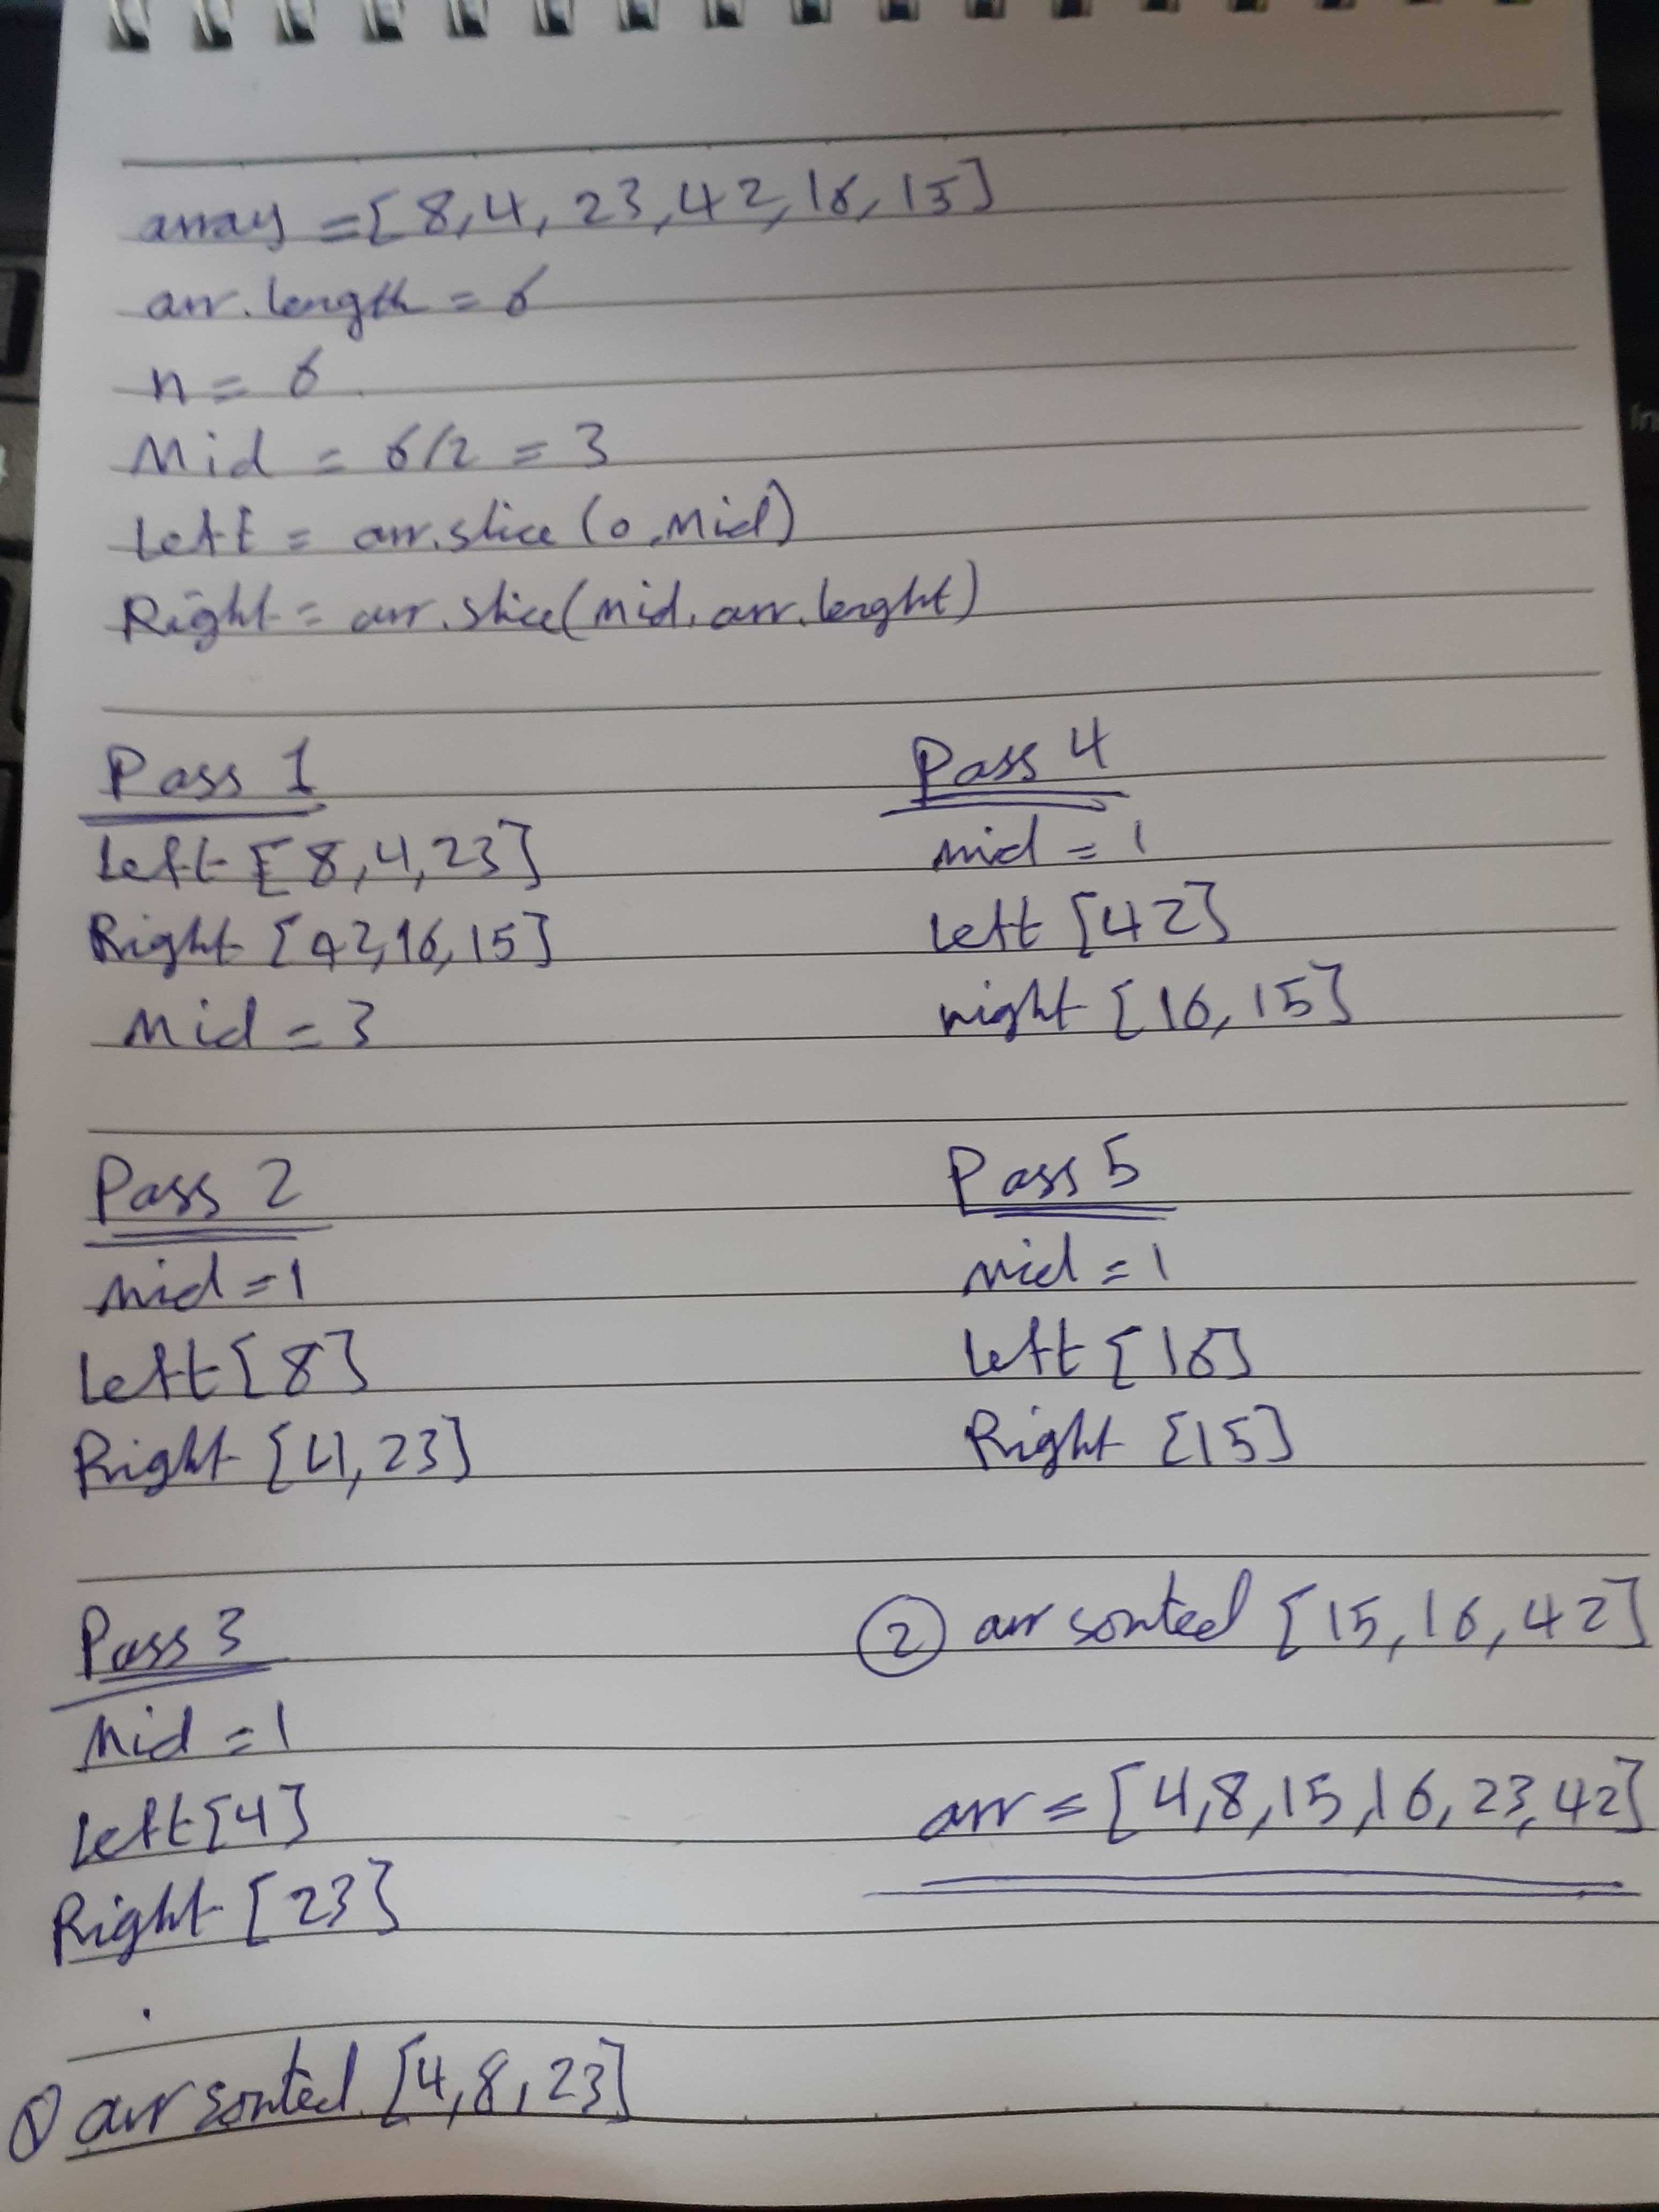 array = [8,4, 23,42,16,15]
arr.length = 6
n = 6
Mid = 6/2 = 3
Left = arr.slice (0,Mid)
Right = arr.slice(Mid, arr.lenght)
Pass 1
Left [8,4,23]
Right [42,16,15]
Mid = 3
Pass 2
Mid = 1
Left [8]
Right [4,23]
Pass 3
Mid = 1
Left [4]
Right [23]
① arr sorted [4,8,23]
Pass 4
mid = 1
left [42]
right [16,15]
Pass 5
mid = 1
left [16]
Right [15]
② arr sorted [15,16,42]
arr = [4,8,15,16,23,42]